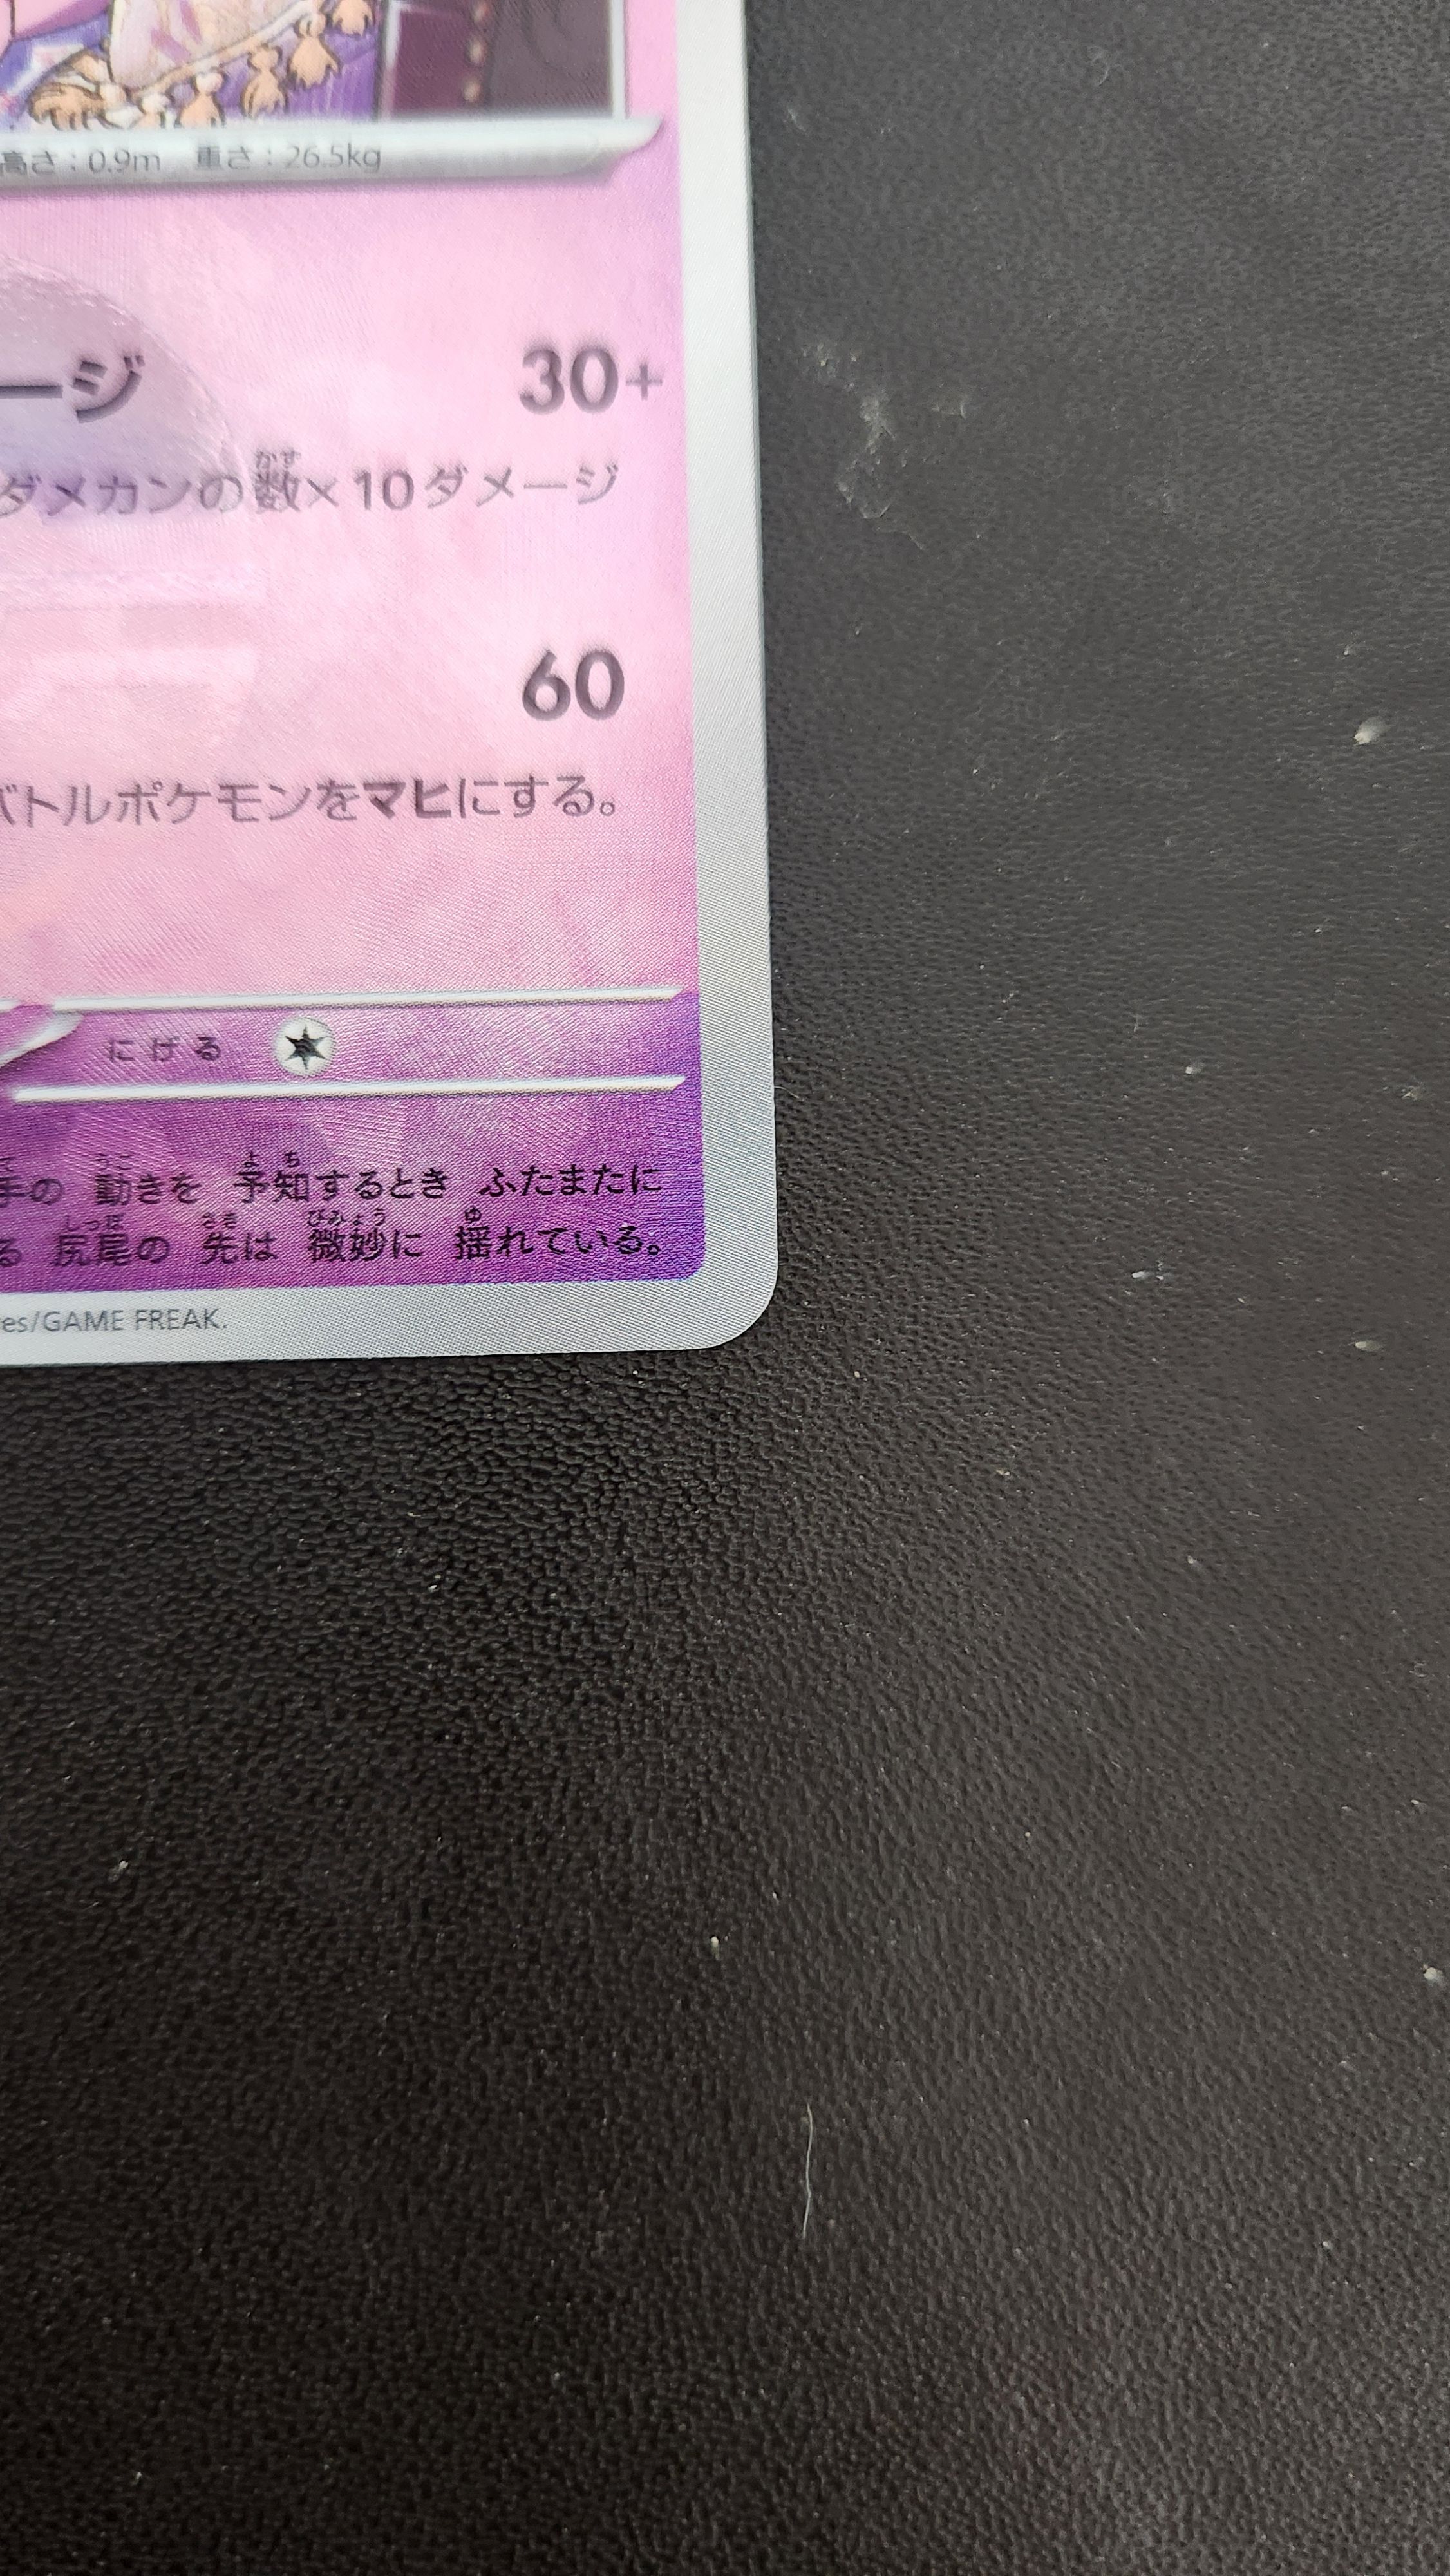 高さ：0.9m 重さ：26.5kg
ージ 30+
ダメカンの数×10ダメージ
60
バトルポケモンをマヒにする。
にげる
手の 動きを 予知するとき ふたまたに
る 尻尾の 先は 微妙に 揺れている。
es/GAME FREAK.